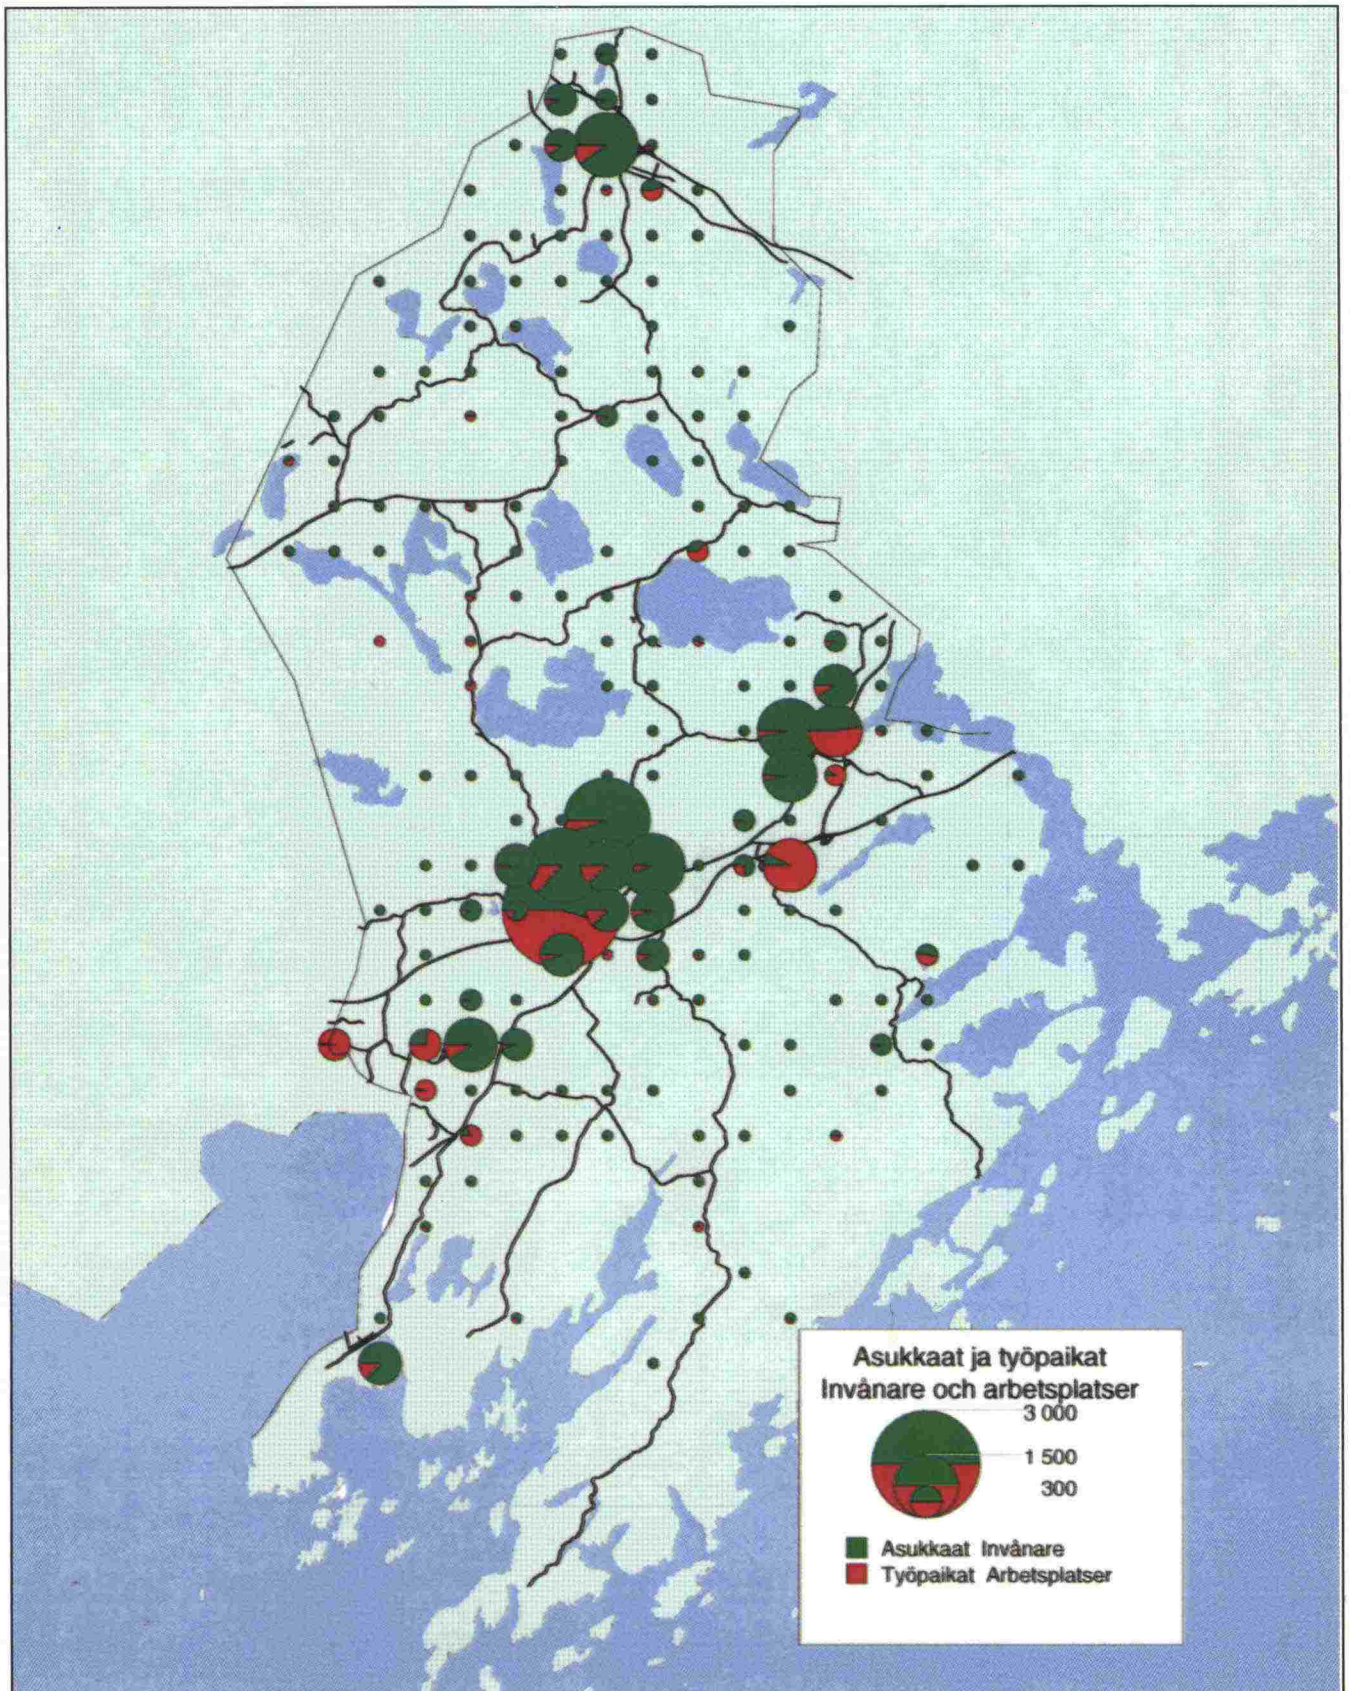 Asukkaat ja työpaikat
Invånare och arbetsplatser
3 000
1 500
300
Asukkaat Invånare
Työpaikat Arbetsplatser